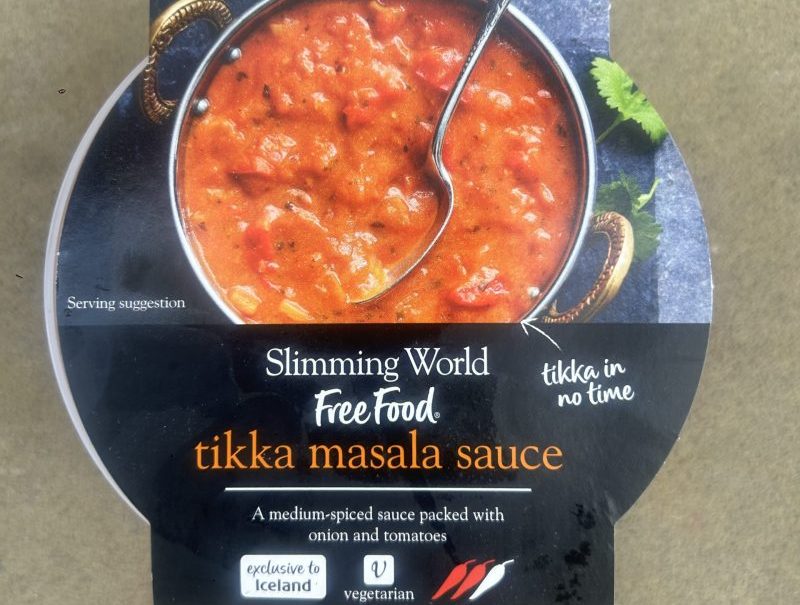 Serving suggestion
Slimming World
Free Food®
tikka in
no time
tikka masala sauce
A medium-spiced sauce packed with
onion and tomatoes
exclusive to
Iceland
V
vegetarian